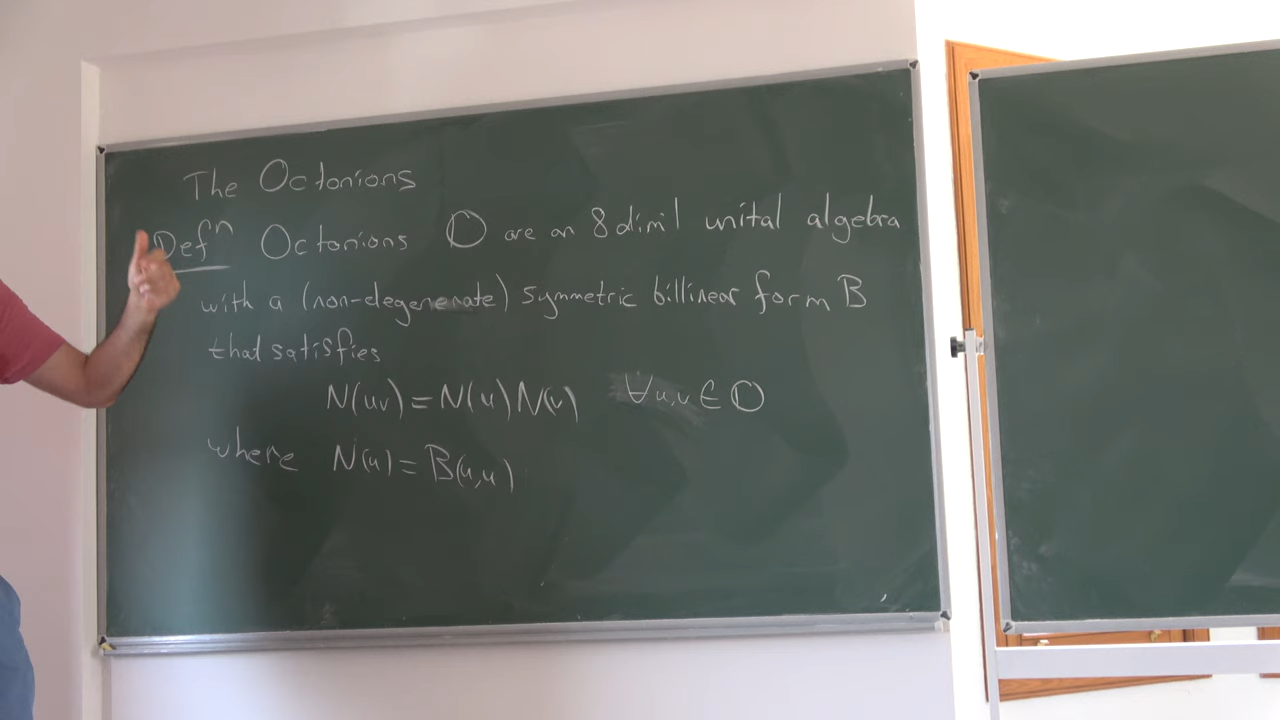 The Octonions
Defⁿ Octonions 𝕆 are an 8 dim'l unital algebra
with a (non-degenerate) symmetric billinear form B
that satisfies
N(uv) = N(u) N(v) ∀u,v ∈ 𝕆
where N(u) = B(u,u)